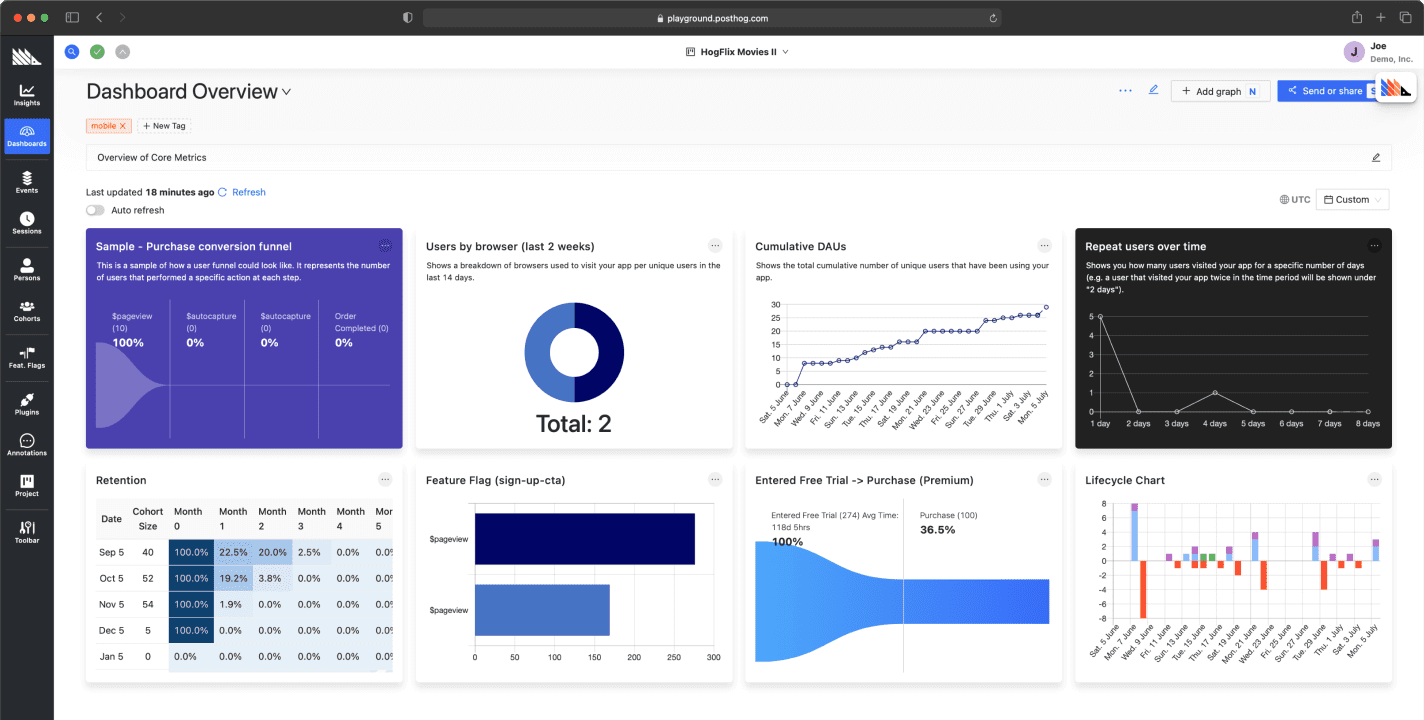 playground.posthog.com
HogFlix Movies II
J
Joe
Demo, Inc.
Insights
Dashboards
Events
Sessions
Persons
Cohorts
Feat. Flags
Plugins
Annotations
Project
Toolbar
Dashboard Overview
Add graph N
Send or share
mobile
+ New Tag
Overview of Core Metrics
Last updated 18 minutes ago Refresh
Auto refresh
UTC
Custom
Sample - Purchase conversion funnel
This is a sample of how a user funnel could look like. It represents the number
of users that performed a specific action at each step.
$pageview
(10)
100%
$autocapture
(0)
0%
$autocapture
(0)
0%
Order
Completed (0)
0%
Users by browser (last 2 weeks)
Shows a breakdown of browsers used to visit your app per unique users in the
last 14 days.
Total: 2
Cumulative DAUs
Shows the total cumulative number of unique users that have been using your
app.
30
25
20
15
10
5
0
Sat. 5 June
Mon. 7 June
Wed. 9 June
Fri. 11 June
Sun. 13 June
Tue. 15 June
Thu. 17 June
Sat. 19 June
Mon. 21 June
Wed. 23 June
Fri. 25 June
Sun. 27 June
Tue. 29 June
Thu. 1 July
Sat. 3 July
Mon. 5 July
Repeat users over time
Shows you how many users visited your app for a specific number of days
(e.g. a user that visited your app twice in the time period will be shown under
"2 days").
5
4
3
2
1
0
1 day 2 days 3 days 4 days 5 days 6 days 7 days 8 days
Retention
Date Cohort Size Month 0 Month 1 Month 2 Month 3 Month 4 Mor 5
Sep 5 40 100.0% 22.5% 20.0% 2.5% 0.0% 0.0%
Oct 5 52 100.0% 19.2% 3.8% 0.0% 0.0% 0.0%
Nov 5 54 100.0% 1.9% 0.0% 0.0% 0.0% 0.0%
Dec 5 5 100.0% 0.0% 0.0% 0.0% 0.0% 0.0%
Jan 5 0 0.0% 0.0% 0.0% 0.0% 0.0% 0.0%
Feature Flag (sign-up-cta)
$pageview
$pageview
0 50 100 150 200 250 300
Entered Free Trial -> Purchase (Premium)
Entered Free Trial (274) Avg Time:
118d 5hrs
100%
Purchase (100)
36.5%
Lifecycle Chart
8
6
4
2
0
-2
-4
-6
-8
Sat. 5 June
Mon. 7 June
Wed. 9 June
Fri. 11 June
Sun. 13 June
Tue. 15 June
Thu. 17 June
Sat. 19 June
Mon. 21 June
Wed. 23 June
Fri. 25 June
Sun. 27 June
Tue. 29 June
Thu. 1 July
Sat. 3 July
Mon. 5 July